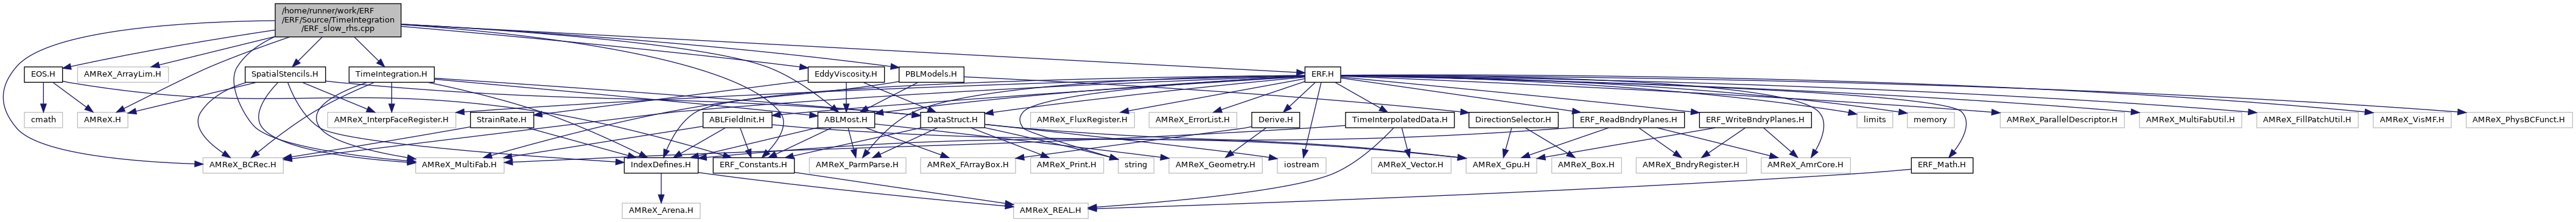 /home/runner/work/ERF
/ERF/Source/TimeIntegration
/ERF_slow_rhs.cpp
EOS.H
AMReX_ArrayLim.H
SpatialStencils.H
TimeIntegration.H
EddyViscosity.H
PBLModels.H
ERF.H
cmath
AMReX.H
AMReX_InterpFaceRegister.H
StrainRate.H
ABLFieldInit.H
ABLMost.H
DataStruct.H
AMReX_FluxRegister.H
AMReX_ErrorList.H
Derive.H
TimeInterpolatedData.H
DirectionSelector.H
ERF_ReadBndryPlanes.H
ERF_WriteBndryPlanes.H
limits
memory
AMReX_ParallelDescriptor.H
AMReX_MultiFabUtil.H
AMReX_FillPatchUtil.H
AMReX_VisMF.H
AMReX_PhysBCFunct.H
AMReX_BCRec.H
AMReX_MultiFab.H
IndexDefines.H
ERF_Constants.H
AMReX_ParmParse.H
AMReX_FArrayBox.H
AMReX_Print.H
string
AMReX_Geometry.H
iostream
AMReX_Vector.H
AMReX_Gpu.H
AMReX_Box.H
AMReX_BndryRegister.H
AMReX_AmrCore.H
ERF_Math.H
AMReX_Arena.H
AMReX_REAL.H